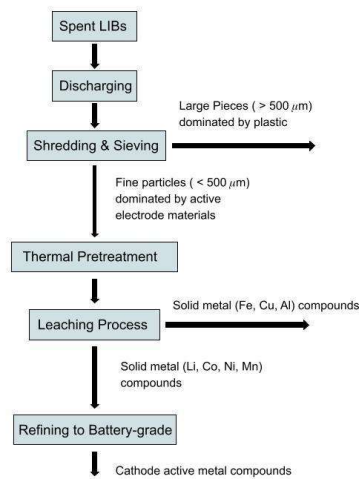 Spent LIBs
Discharging
Large Pieces ( > 500 μm)
dominated by plastic
Shredding & Sieving
Fine particles ( < 500 μm)
dominated by active
electrode materials
Thermal Pretreatment
Solid metal (Fe, Cu, Al) compounds
Leaching Process
Solid metal (Li, Co, Ni, Mn)
compounds
Refining to Battery-grade
Cathode active metal compounds